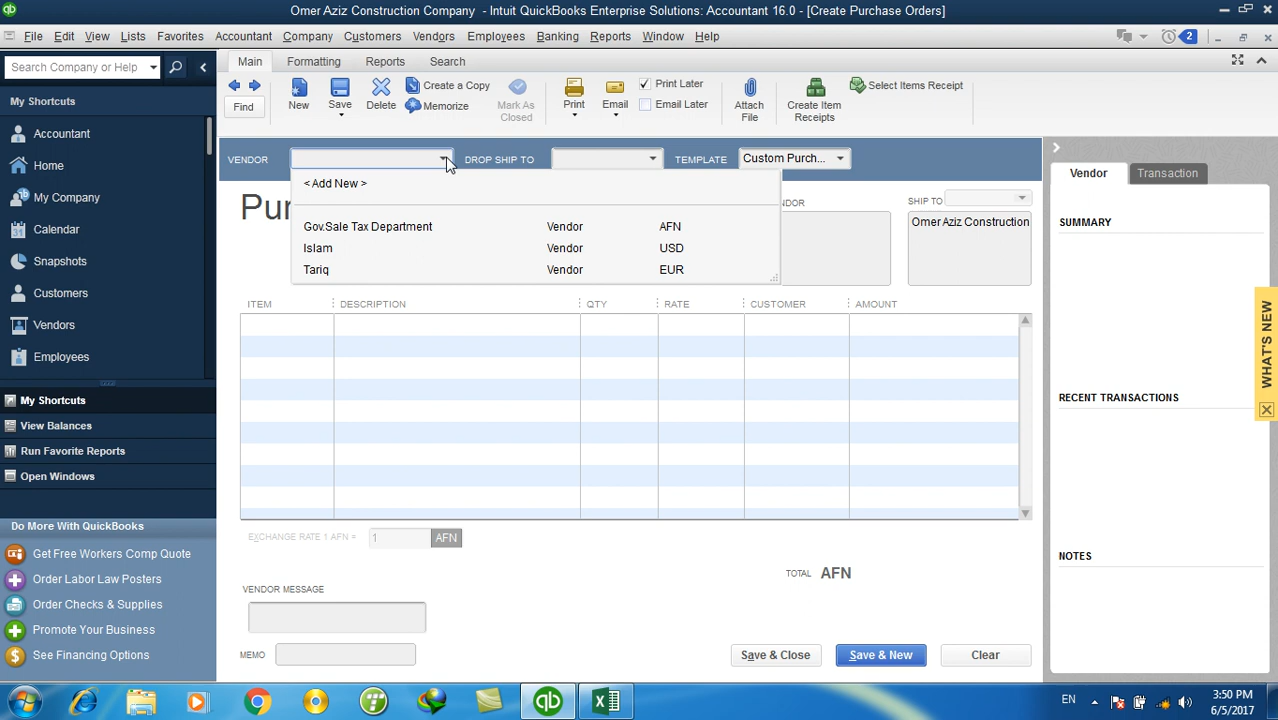 Omer Aziz Construction Company - Intuit QuickBooks Enterprise Solutions: Accountant 16.0 - [Create Purchase Orders]
File Edit View Lists Favorites Accountant Company Customers Vendors Employees Banking Reports Window Help
2
Search Company or Help
Main Formatting Reports Search
Find
New
Save
Delete
Create a Copy
Memorize
Mark As
Closed
Print
Email
Print Later
Email Later
Attach
File
Create Item
Receipts
Select Items Receipt
My Shortcuts
Accountant
Home
My Company
Calendar
Snapshots
Customers
Vendors
Employees
My Shortcuts
View Balances
Run Favorite Reports
Open Windows
Do More With QuickBooks
Get Free Workers Comp Quote
Order Labor Law Posters
Order Checks & Supplies
Promote Your Business
See Financing Options
VENDOR DROP SHIP TO TEMPLATE Custom Purch...
< Add New >
Gov.Sale Tax Department Vendor AFN
Islam Vendor USD
Tariq Vendor EUR
Pur
DOR
SHIP TO
Omer Aziz Construction
ITEM DESCRIPTION QTY RATE CUSTOMER AMOUNT
EXCHANGE RATE 1 AFN = 1 AFN
TOTAL AFN
VENDOR MESSAGE
MEMO
Save & Close Save & New Clear
Vendor Transaction
SUMMARY
RECENT TRANSACTIONS
NOTES
WHAT'S NEW
EN
3:50 PM
6/5/2017